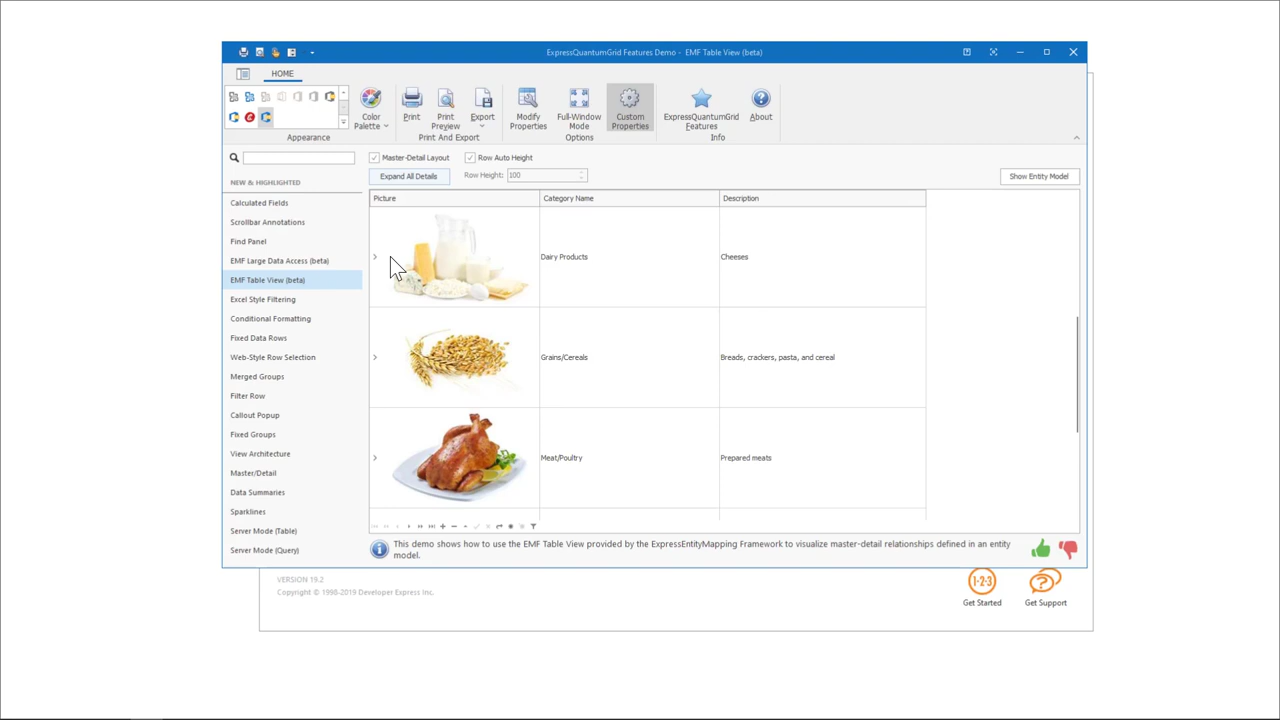 ExpressQuantumGrid Features Demo - EMF Table View (beta)
HOME
Color Palette
Print
Print Preview
Export
Modify Properties
Full-Window Mode
Custom Properties
ExpressQuantumGrid Features
About
Appearance
Print And Export
Options
Info
Master-Detail Layout
Row Auto Height
Expand All Details
Row Height:
100
Show Entity Model
NEW & HIGHLIGHTED
Calculated Fields
Scrollbar Annotations
Find Panel
EMF Large Data Access (beta)
EMF Table View (beta)
Excel Style Filtering
Conditional Formatting
Fixed Data Rows
Web-Style Row Selection
Merged Groups
Filter Row
Callout Popup
Fixed Groups
View Architecture
Master/Detail
Data Summaries
Sparklines
Server Mode (Table)
Server Mode (Query)
Picture
Category Name
Description
Dairy Products
Cheeses
Grains/Cereals
Breads, crackers, pasta, and cereal
Meat/Poultry
Prepared meats
This demo shows how to use the EMF Table View provided by the ExpressEntityMapping Framework to visualize master-detail relationships defined in an entity
model.
VERSION 19.2
Copyright © 1998-2019 Developer Express Inc.
1·2·3
Get Started
Get Support